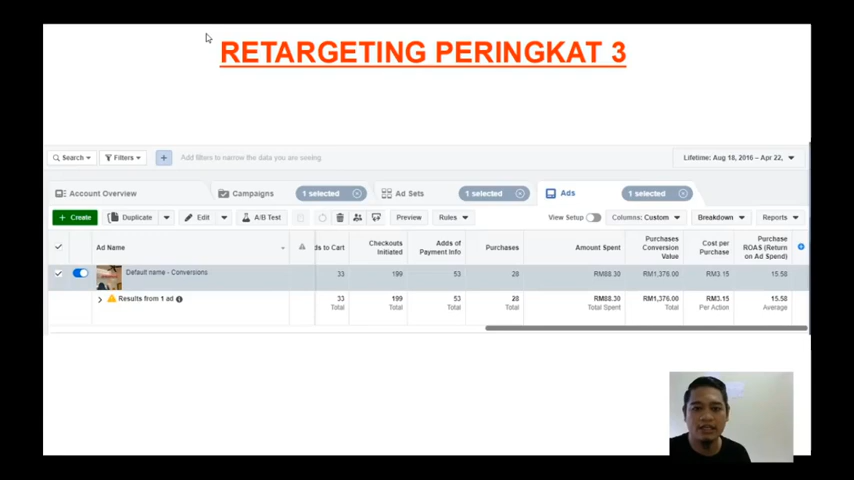 RETARGETING PERINGKAT 3
Search Filters + Add filters to narrow the data you are seeing Lifetime: Aug 18, 2016 – Apr 22,
Account Overview Campaigns 1 selected Ad Sets 1 selected Ads 1 selected
+ Create Duplicate Edit A/B Test Preview Rules View Setup Columns: Custom Breakdown Reports
Ad Name ds to Cart Checkouts Initiated Adds of Payment Info Purchases Amount Spent Purchases Conversion Value Cost per Purchase Purchase ROAS (Return on Ad Spend)
Default name - Conversions 33 199 53 28 RM88.30 RM1,376.00 RM3.15 15.58
Results from 1 ad 33 199 53 28 RM88.30 RM1,376.00 RM3.15 15.58
Total Total Total Total Total Spent Total Per Action Average